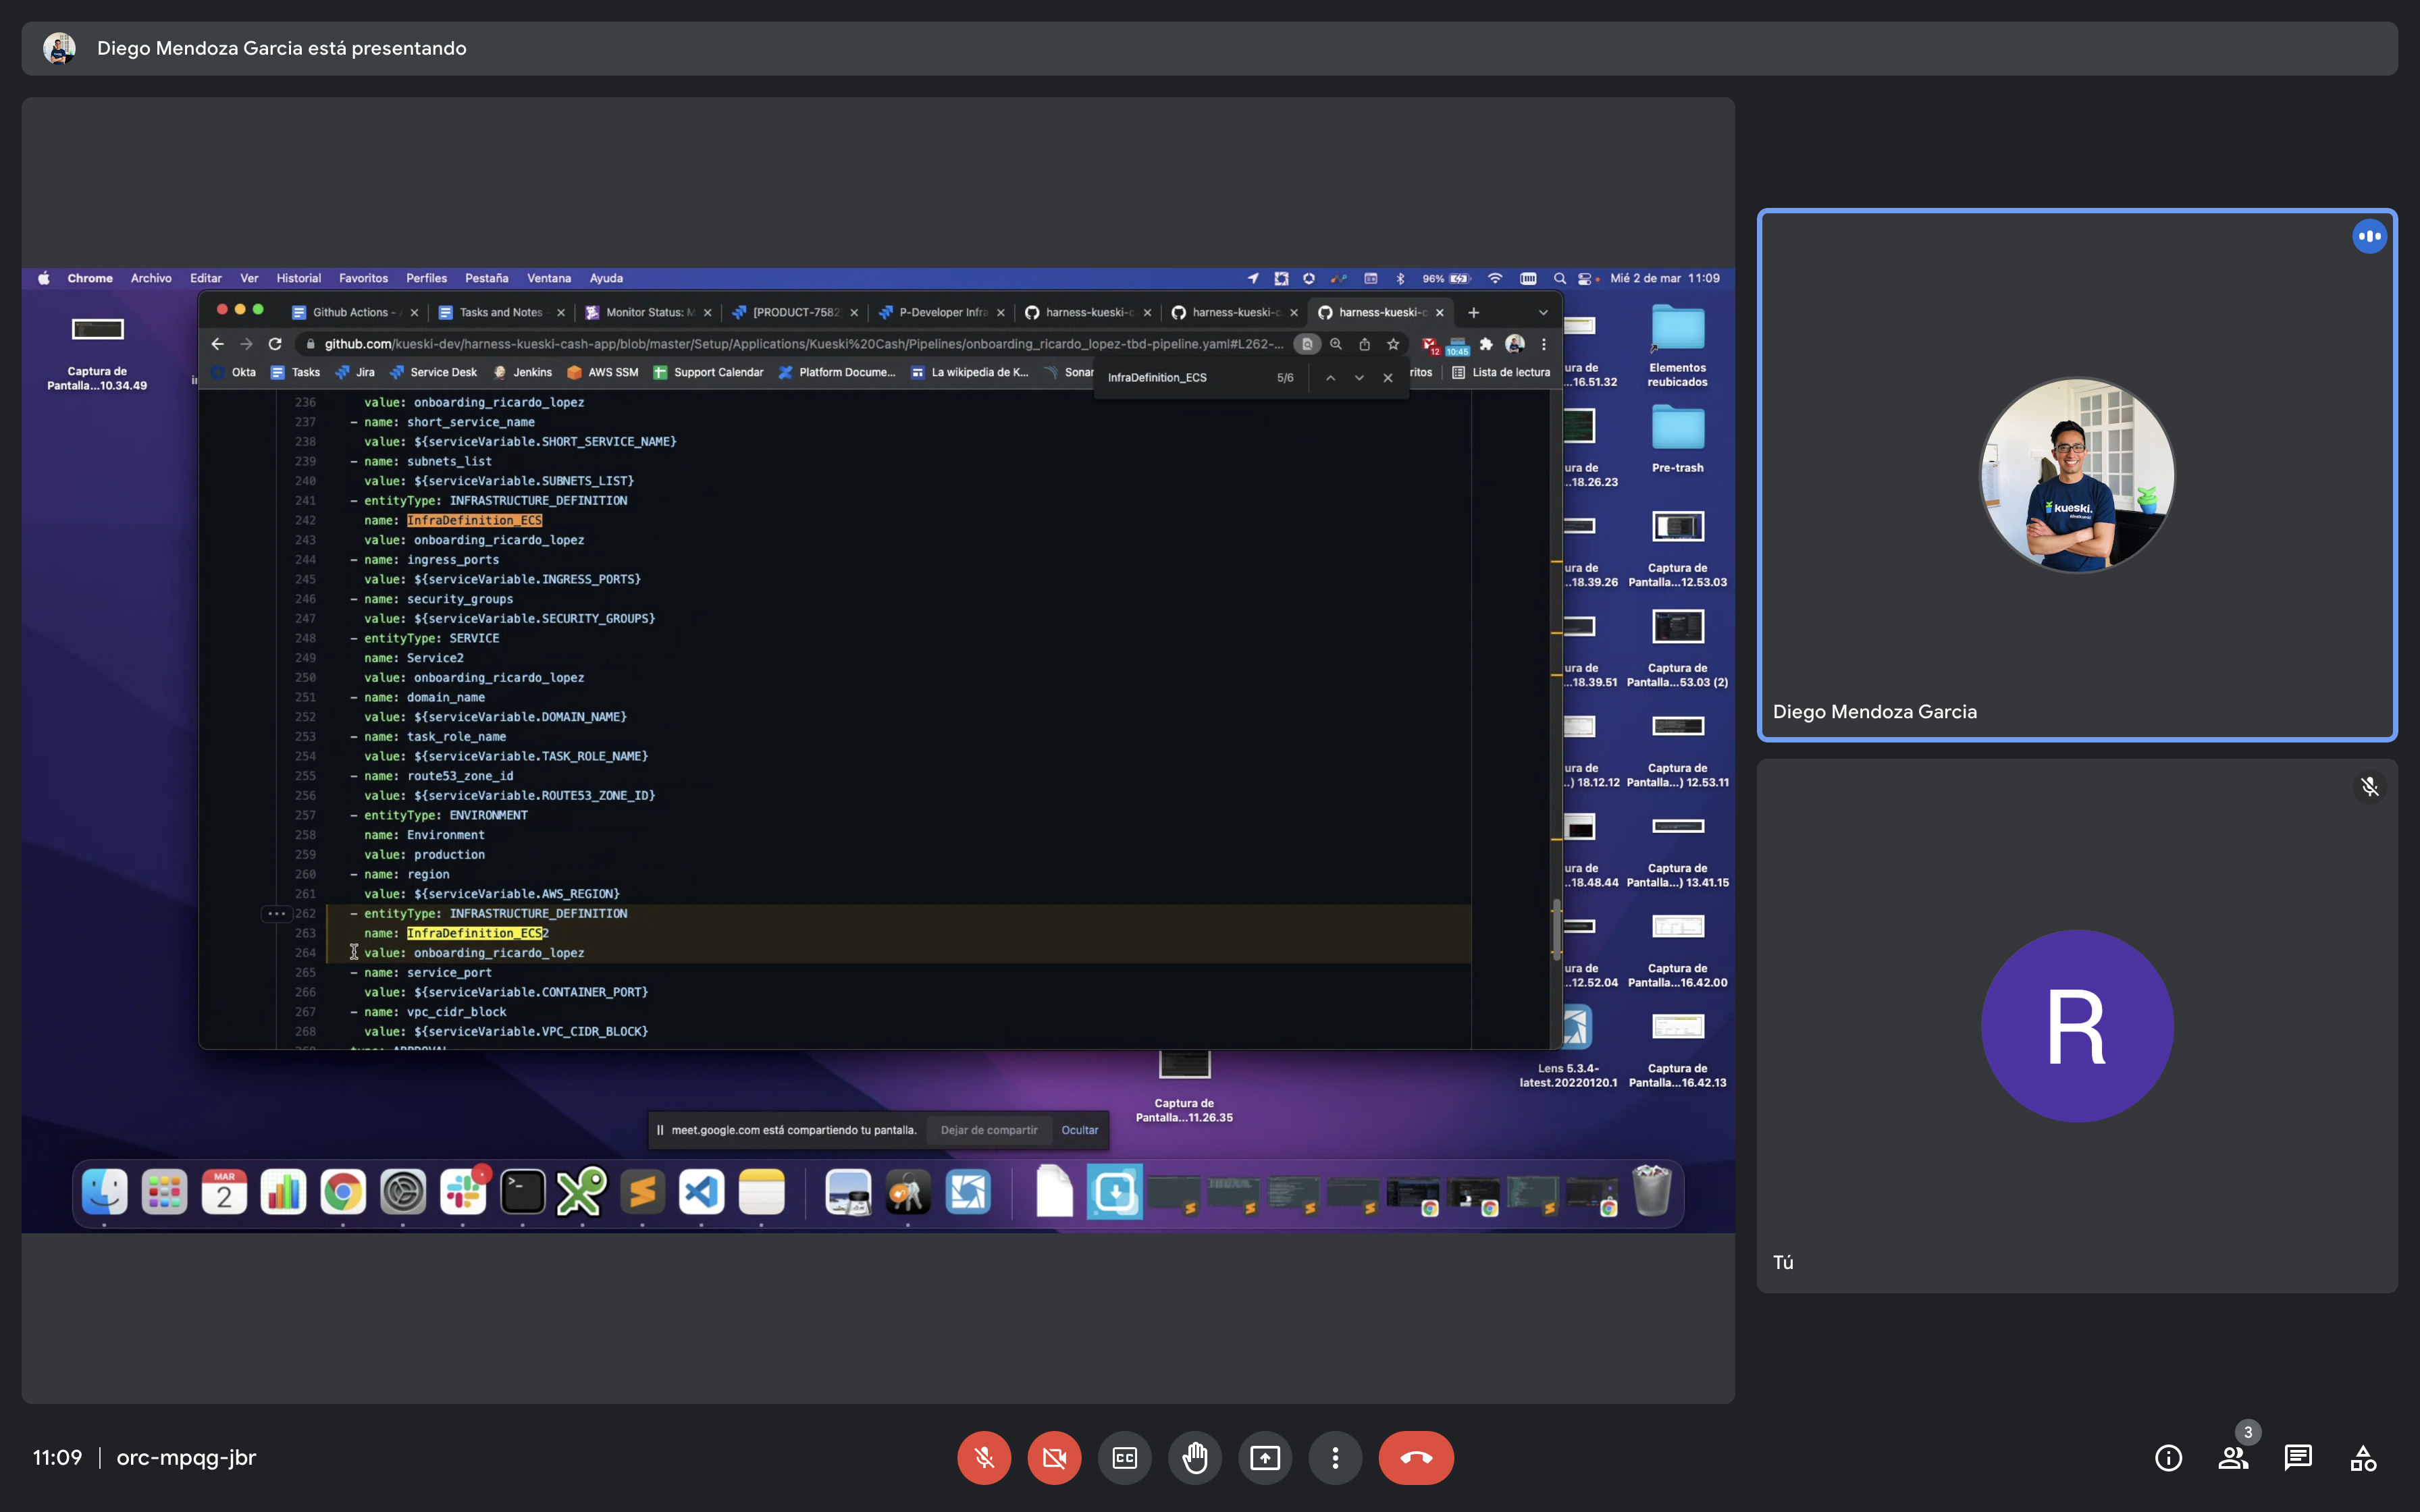 Diego Mendoza Garcia está presentando
Chrome Archivo Editar Ver Historial Favoritos Perfiles Pestaña Ventana Ayuda
96% Mié 2 de mar 11:09
Github Actions - Tasks and Notes Monitor Status: M [PRODUCT-7582 P-Developer Infra harness-kueski-c harness-kueski-c harness-kueski-c
github.com/kueski-dev/harness-kueski-cash-app/blob/master/Setup/Applications/Kueski%20Cash/Pipelines/onboarding_ricardo_lopez-tbd-pipeline.yaml#L262-...
12 10:45
Okta Tasks Jira Service Desk Jenkins AWS SSM Support Calendar Platform Docume... La wikipedia de K... Sonar ritos Lista de lectura
InfraDefinition_ECS 5/6
236 value: onboarding_ricardo_lopez
237 - name: short_service_name
238 value: ${serviceVariable.SHORT_SERVICE_NAME}
239 - name: subnets_list
240 value: ${serviceVariable.SUBNETS_LIST}
241 - entityType: INFRASTRUCTURE_DEFINITION
242 name: InfraDefinition_ECS
243 value: onboarding_ricardo_lopez
244 - name: ingress_ports
245 value: ${serviceVariable.INGRESS_PORTS}
246 - name: security_groups
247 value: ${serviceVariable.SECURITY_GROUPS}
248 - entityType: SERVICE
249 name: Service2
250 value: onboarding_ricardo_lopez
251 - name: domain_name
252 value: ${serviceVariable.DOMAIN_NAME}
253 - name: task_role_name
254 value: ${serviceVariable.TASK_ROLE_NAME}
255 - name: route53_zone_id
256 value: ${serviceVariable.ROUTE53_ZONE_ID}
257 - entityType: ENVIRONMENT
258 name: Environment
259 value: production
260 - name: region
261 value: ${serviceVariable.AWS_REGION}
262 - entityType: INFRASTRUCTURE_DEFINITION
263 name: InfraDefinition_ECS2
264 value: onboarding_ricardo_lopez
265 - name: service_port
266 value: ${serviceVariable.CONTAINER_PORT}
267 - name: vpc_cidr_block
268 value: ${serviceVariable.VPC_CIDR_BLOCK}
Captura de
Pantalla...10.34.49
ura de
...16.51.32
Elementos
reubicados
ura de
...18.26.23
Pre-trash
ura de
...18.39.26
Captura de
Pantalla...12.53.03
ura de
...18.39.51
Captura de
Pantalla...53.03 (2)
ura de
..) 18.12.12
Captura de
Pantalla...) 12.53.11
ura de
...18.48.44
Captura de
Pantalla...) 13.41.15
ura de
...12.52.04
Captura de
Pantalla...16.42.00
Lens 5.3.4-
latest.20220120.1
Captura de
Pantalla...16.42.13
Captura de
Pantalla...11.26.35
meet.google.com está compartiendo tu pantalla. Dejar de compartir Ocultar
MAR
2
kueski.
Diego Mendoza Garcia
R
Tú
11:09 | orc-mpqg-jbr
CC
3